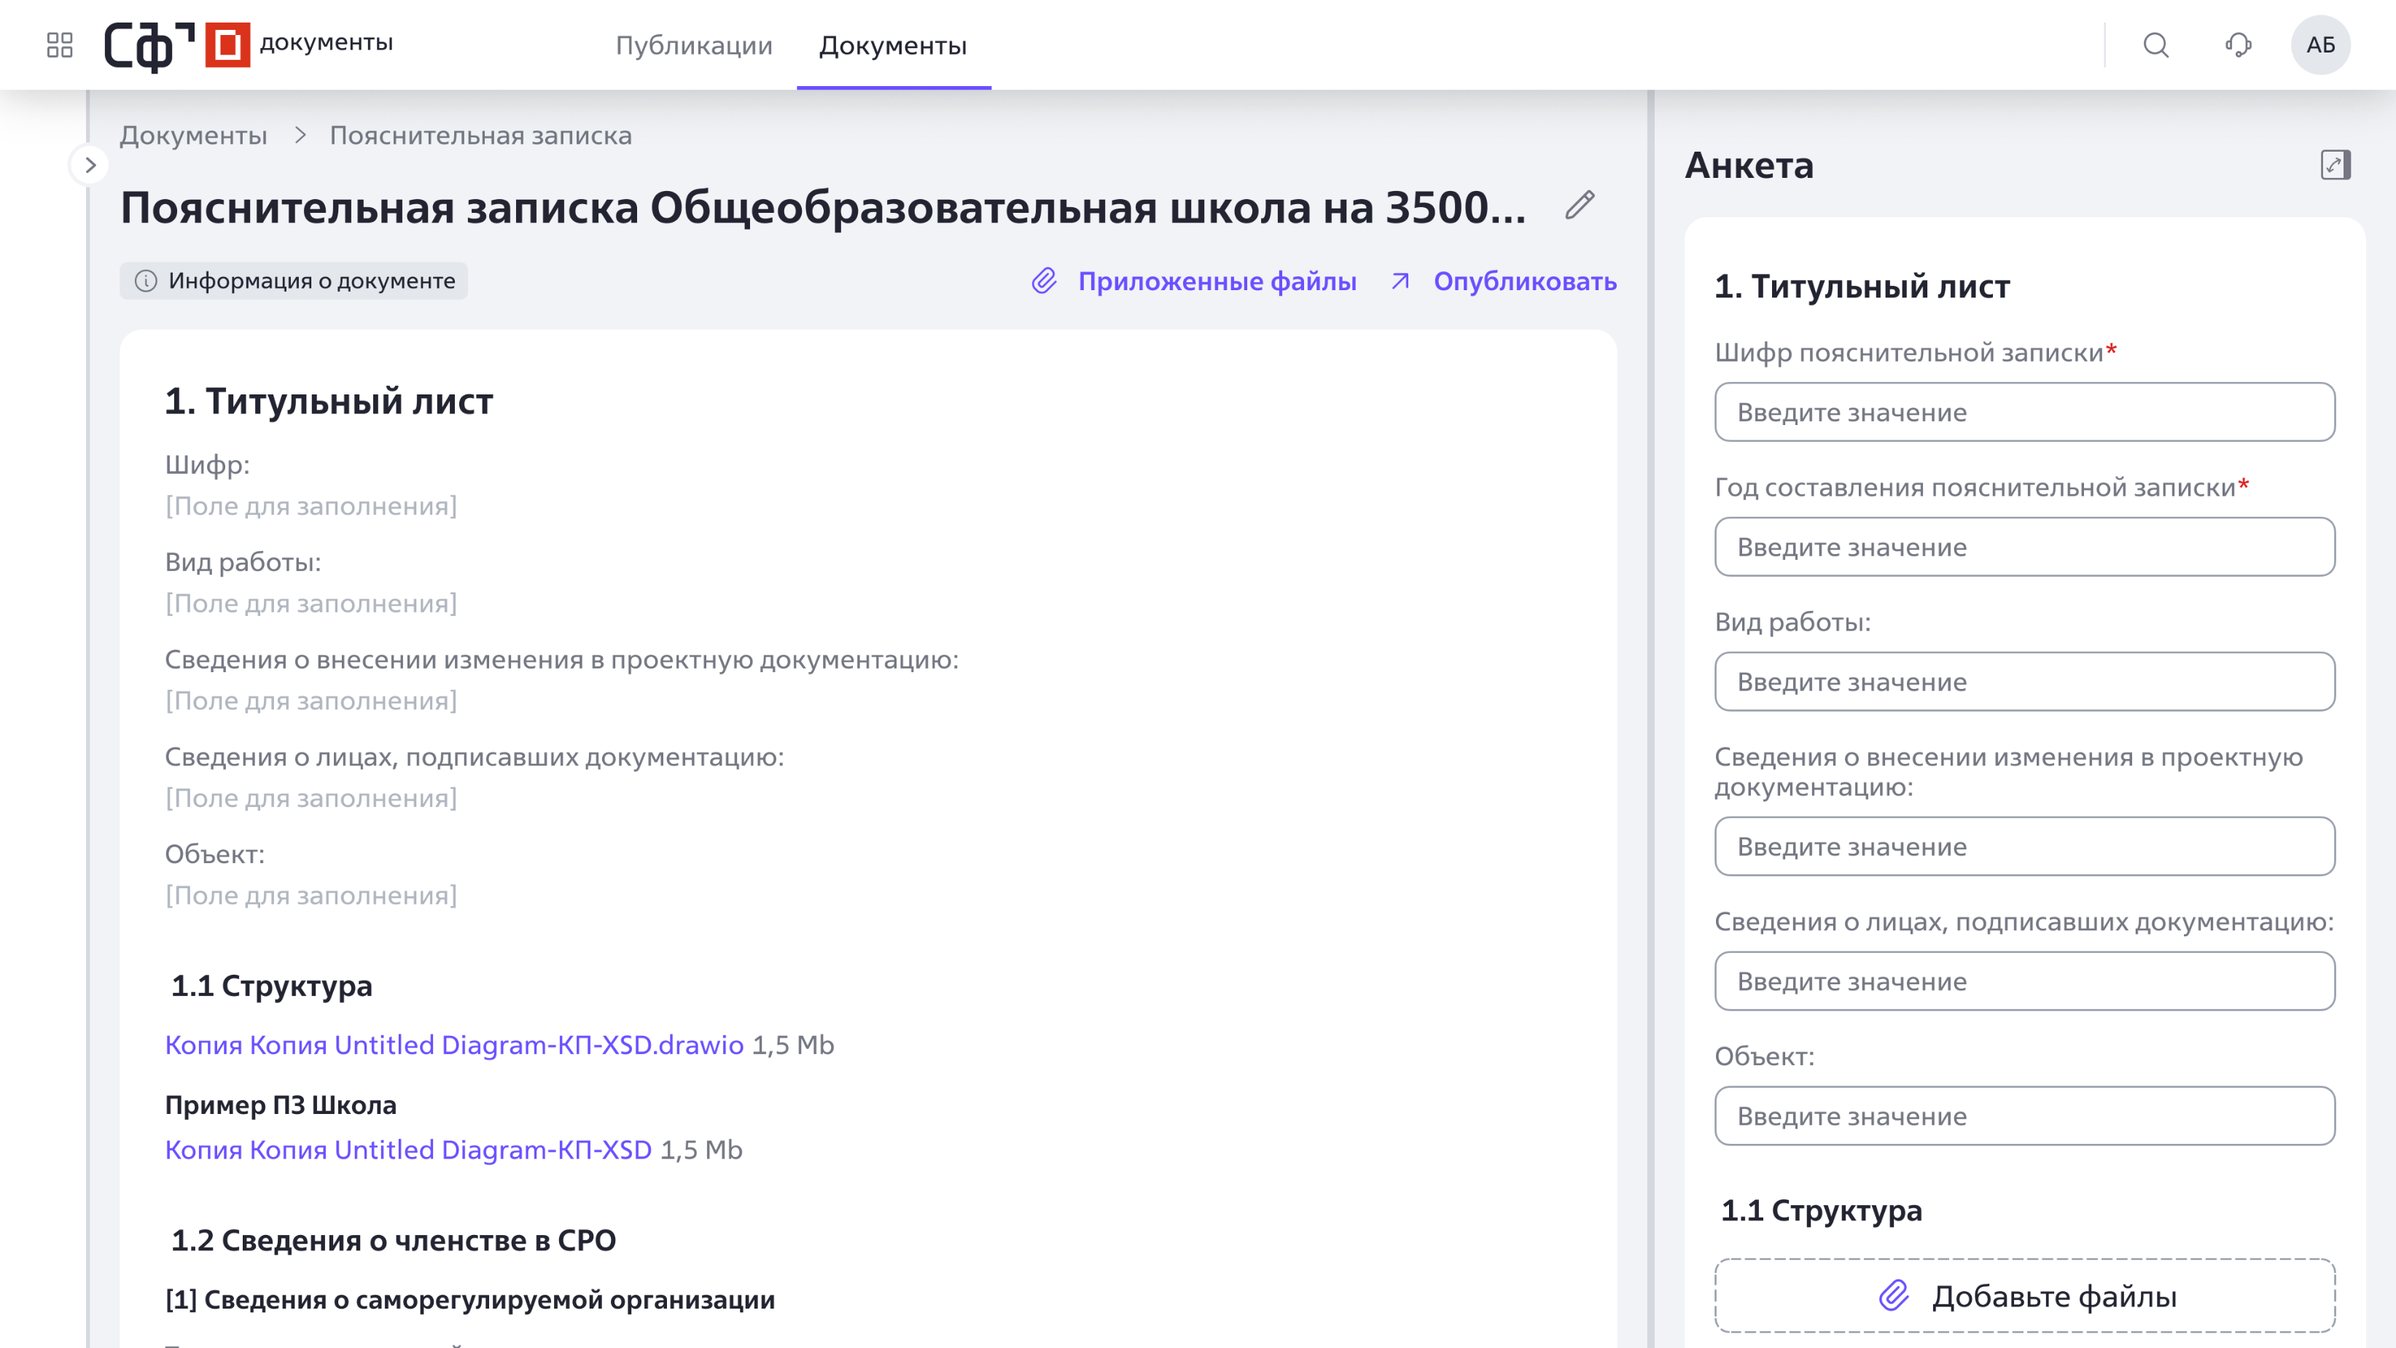 СФ документы
Публикации
Документы
АБ
Документы
Пояснительная записка
Пояснительная записка Общеобразовательная школа на 3500...
Информация о документе
Приложенные файлы
Опубликовать
1. Титульный лист
Шифр:
[Поле для заполнения]
Вид работы:
[Поле для заполнения]
Сведения о внесении изменения в проектную документацию:
[Поле для заполнения]
Сведения о лицах, подписавших документацию:
[Поле для заполнения]
Объект:
[Поле для заполнения]
1.1 Структура
Копия Копия Untitled Diagram-КП-XSD.drawio 1,5 Mb
Пример ПЗ Школа
Копия Копия Untitled Diagram-КП-XSD 1,5 Mb
1.2 Сведения о членстве в СРО
[1] Сведения о саморегулируемой организации
Анкета
1. Титульный лист
Шифр пояснительной записки*
Введите значение
Год составления пояснительной записки*
Введите значение
Вид работы:
Введите значение
Сведения о внесении изменения в проектную
документацию:
Введите значение
Сведения о лицах, подписавших документацию:
Введите значение
Объект:
Введите значение
1.1 Структура
Добавьте файлы